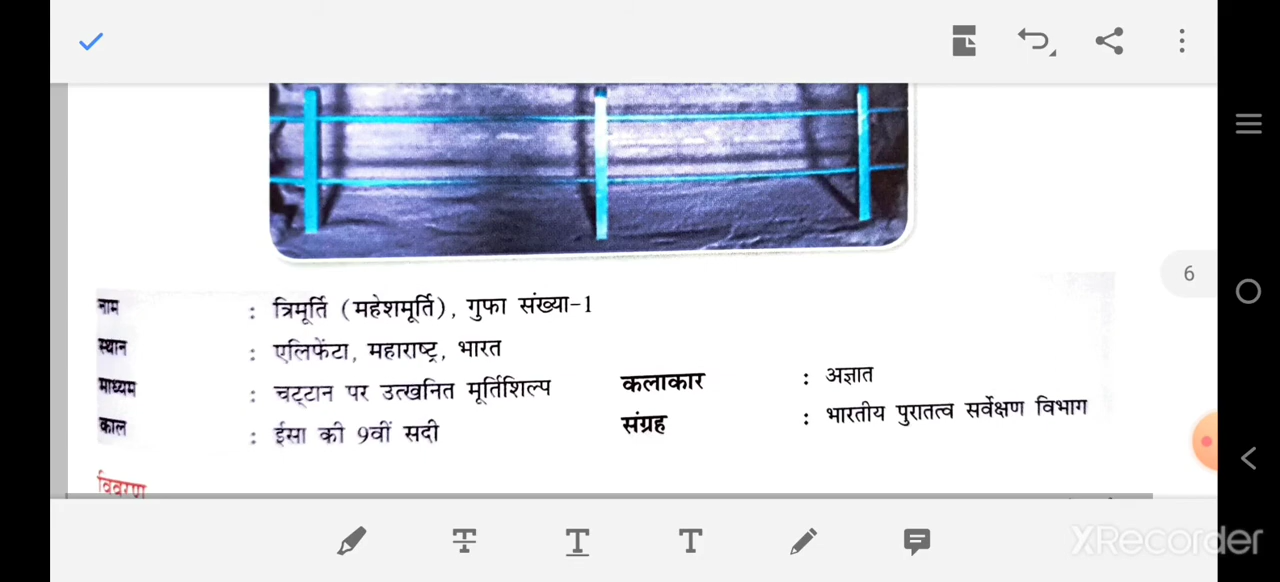 6
नाम : त्रिमूर्ति (महेशमूर्ति), गुफा संख्या-1
स्थान : एलिफेंटा, महाराष्ट्र, भारत
माध्यम : चट्टान पर उत्खनित मूर्तिशिल्प कलाकार : अज्ञात
काल : ईसा की 9वीं सदी संग्रह : भारतीय पुरातत्व सर्वेक्षण विभाग
विवरण
T T T
XRecorder